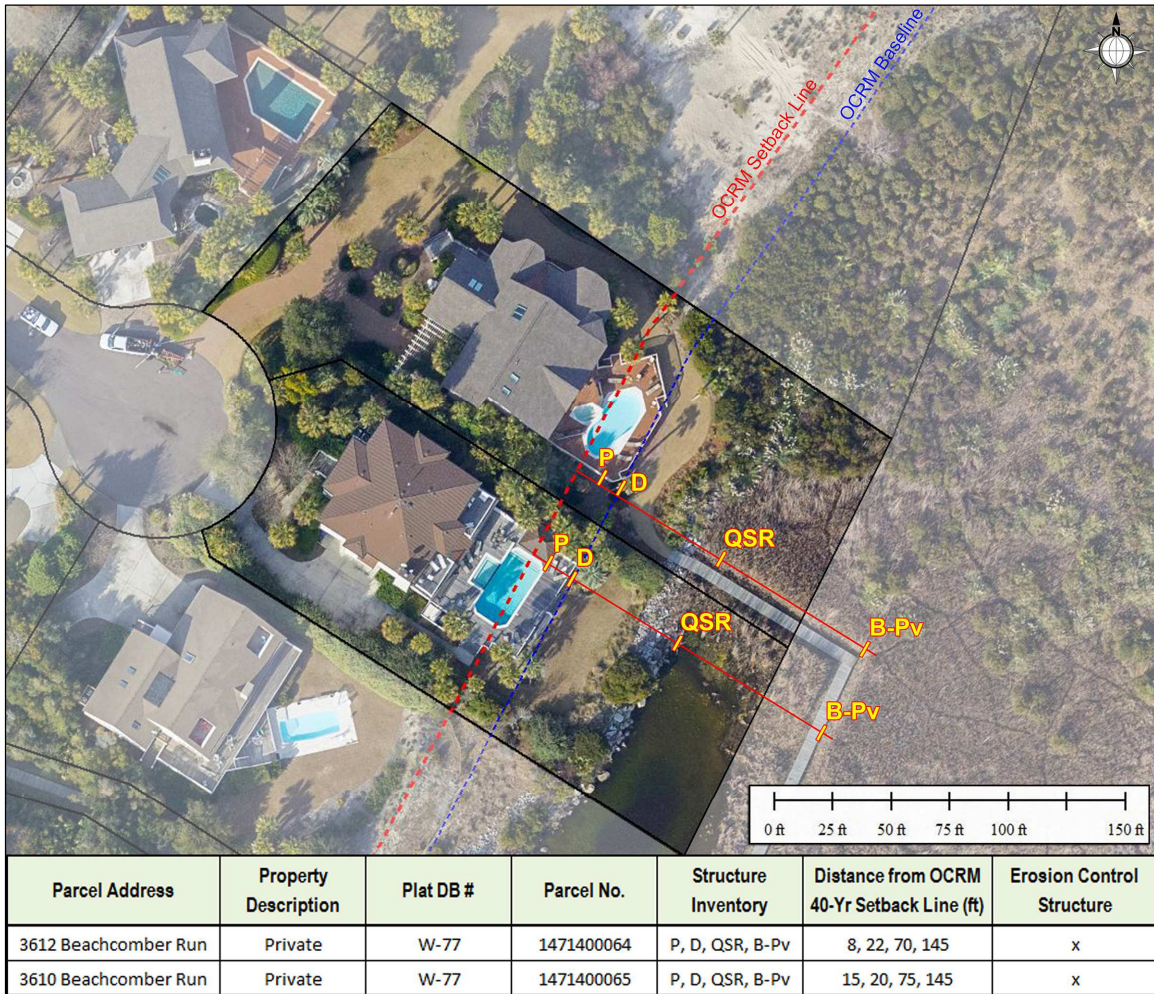 N
OCRM Setback Line
OCRM Baseline
P
D
QSR
B-Pv
P
D
QSR
B-Pv
0 ft 25 ft 50 ft 75 ft 100 ft 150 ft
Parcel Address Property Description Plat DB # Parcel No. Structure Inventory Distance from OCRM 40-Yr Setback Line (ft) Erosion Control Structure
3612 Beachcomber Run Private W-77 1471400064 P, D, QSR, B-Pv 8, 22, 70, 145 x
3610 Beachcomber Run Private W-77 1471400065 P, D, QSR, B-Pv 15, 20, 75, 145 x